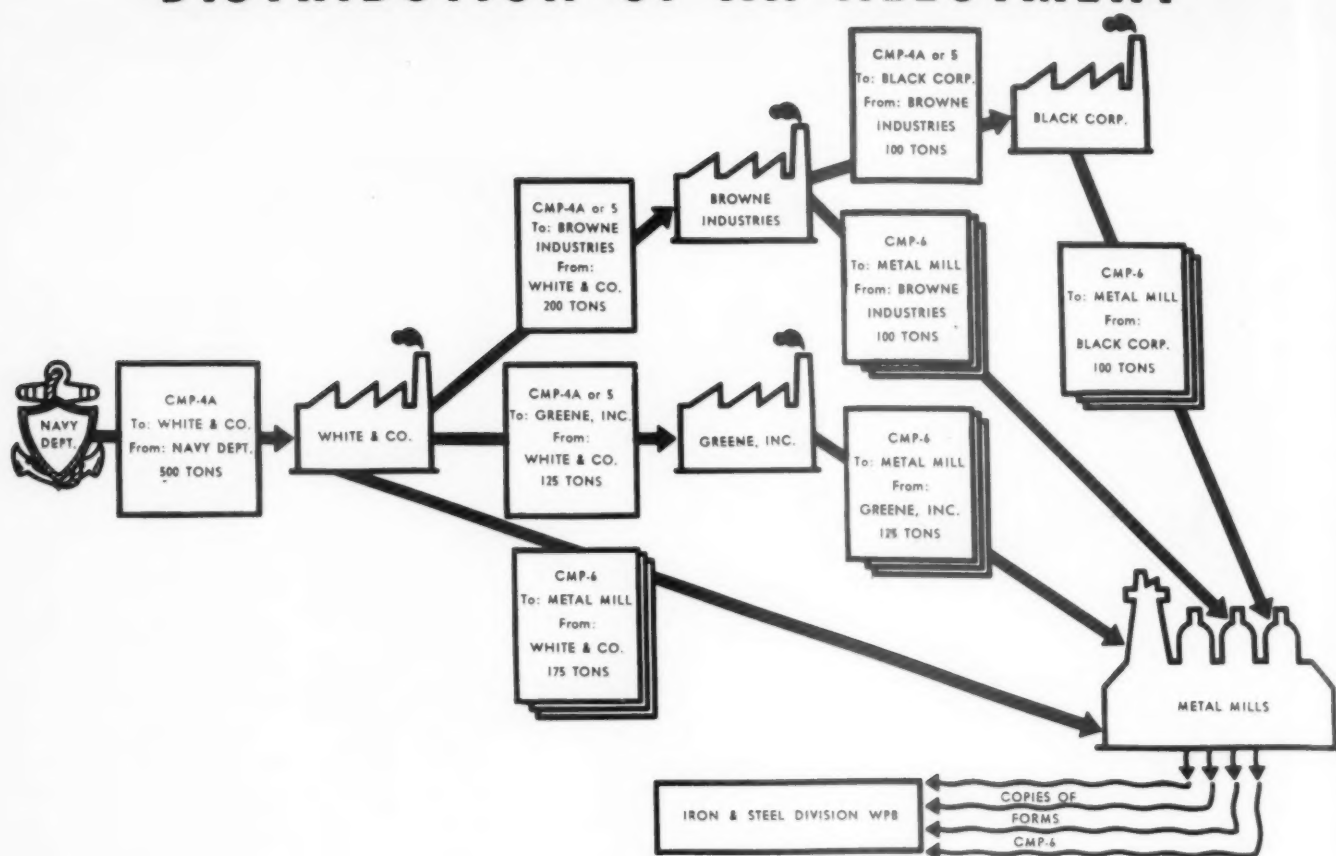 CMP-4A or 5
To: BLACK CORP.
From: BROWNE
INDUSTRIES
100 TONS
BLACK CORP.
BROWNE
INDUSTRIES
CMP-4A or 5
To: BROWNE
INDUSTRIES
From:
WHITE & CO.
200 TONS
CMP-6
To: METAL MILL
From: BROWNE
INDUSTRIES
100 TONS
CMP-6
To: METAL MILL
From:
BLACK CORP.
100 TONS
NAVY
DEPT.
CMP-4A
To: WHITE & CO.
From: NAVY DEPT.
500 TONS
WHITE & CO.
CMP-4A or 5
To: GREENE, INC.
From:
WHITE & CO.
125 TONS
GREENE, INC.
CMP-6
To: METAL MILL
From:
GREENE, INC.
125 TONS
CMP-6
To: METAL MILL
From:
WHITE & CO.
175 TONS
METAL MILLS
IRON & STEEL DIVISION WPB
COPIES OF
FORMS
CMP-6